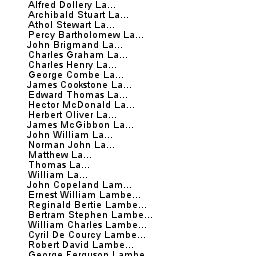 Alfred Dollery La...
Archibald Stuart La...
Athol Stewart La...
Percy Bartholomew La...
John Brigmand La...
Charles Graham La...
Charles Henry La...
George Combe La...
James Cookstone La...
Edward Thomas La...
Hector McDonald La...
Herbert Oliver La...
James McGibbon La...
John William La...
Norman John La...
Matthew La...
Thomas La...
William La...
John Copeland Lam...
Ernest William Lambe...
Reginald Bertie Lambe...
Bertram Stephen Lambe...
William Charles Lambe...
Cyril De Courcy Lambe...
Robert David Lambe...
George Ferguson Lambe...